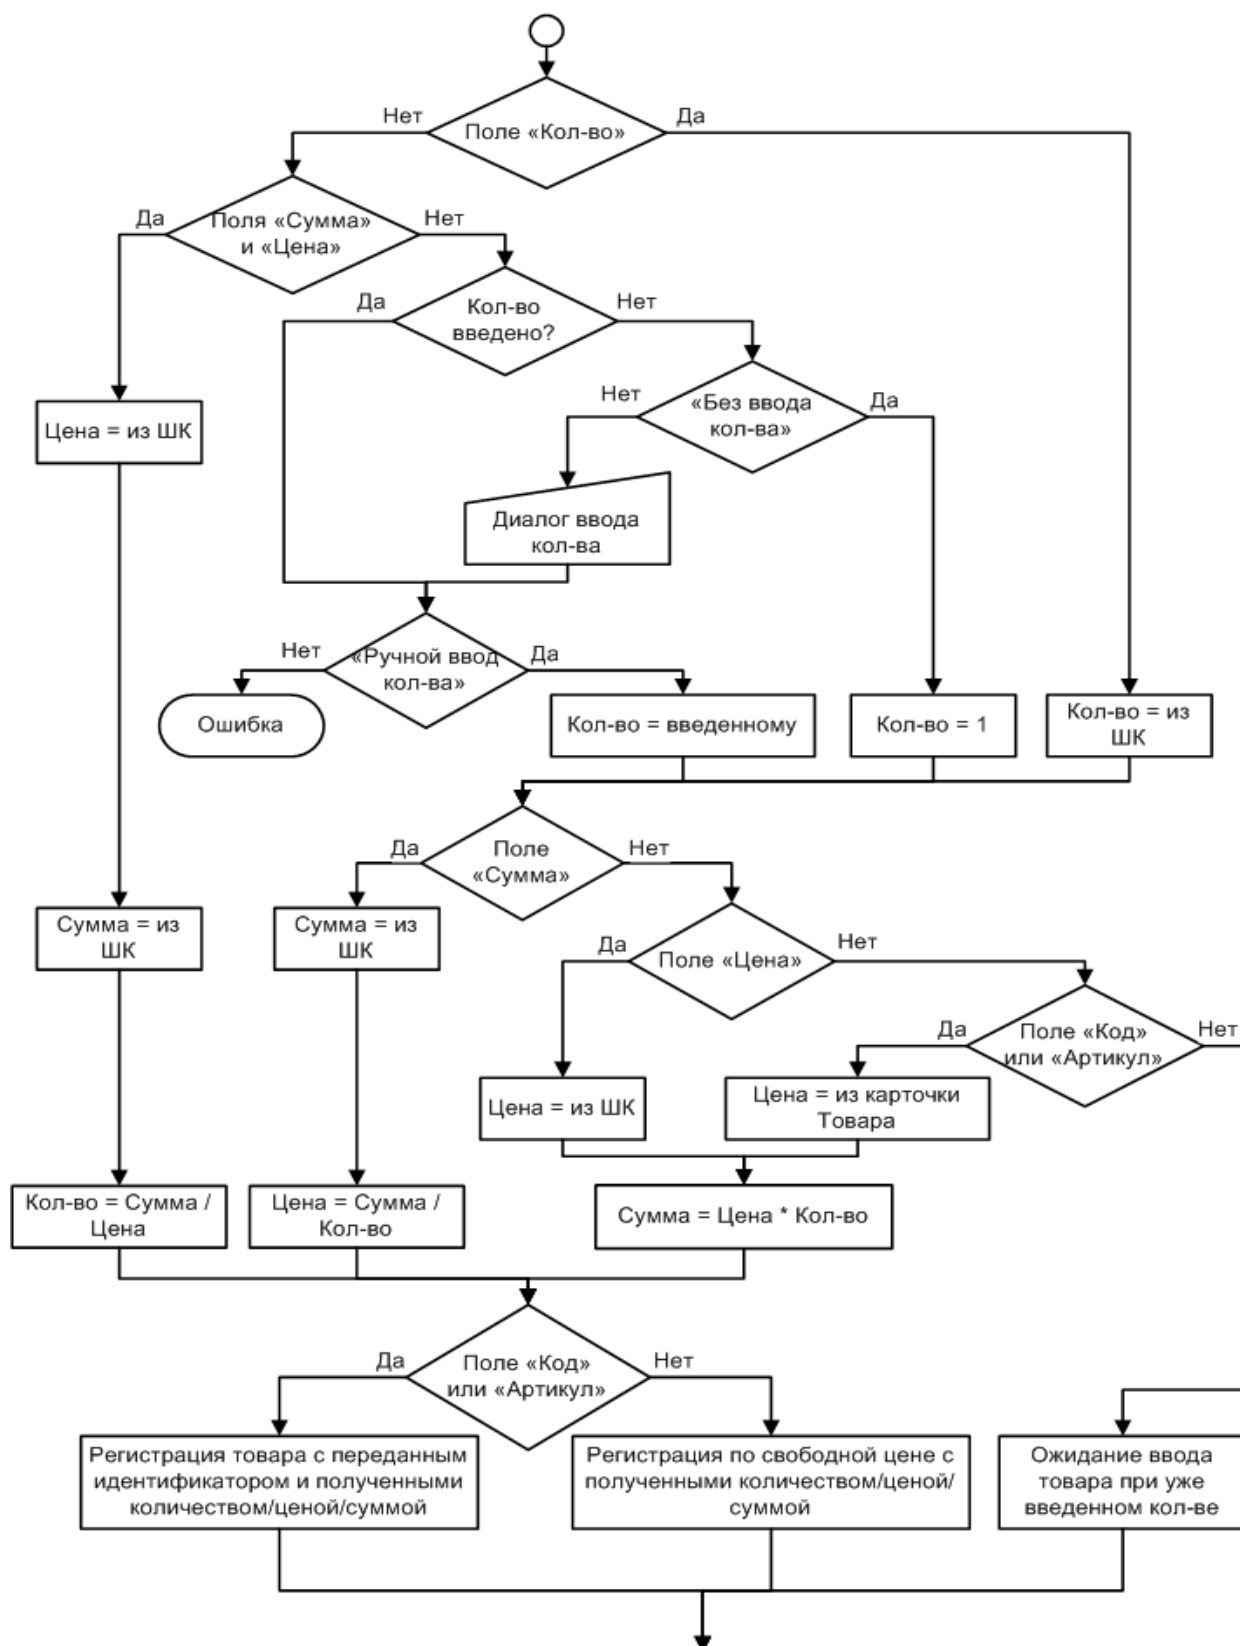 Нет
Да
Поле «Кол-во»
Да
Поля «Сумма»
и «Цена»
Нет
Да
Кол-во
введено?
Нет
Нет
«Без ввода
кол-ва»
Да
Цена = из ШК
Диалог ввода
кол-ва
Нет
«Ручной ввод
кол-ва»
Да
Ошибка
Кол-во = введенному
Кол-во = 1
Кол-во = из
ШК
Да
Поле
«Сумма»
Нет
Сумма = из
ШК
Сумма = из
ШК
Да
Поле «Цена»
Нет
Да
Поле «Код»
или «Артикул»
Нет
Цена = из ШК
Цена = из карточки
Товара
Кол-во = Сумма /
Цена
Цена = Сумма /
Кол-во
Сумма = Цена * Кол-во
Да
Поле «Код»
или «Артикул»
Нет
Регистрация товара с переданным
идентификатором и полученными
количеством/ценой/суммой
Регистрация по свободной цене с
полученными количеством/ценой/
суммой
Ожидание ввода
товара при уже
введенном кол-ве